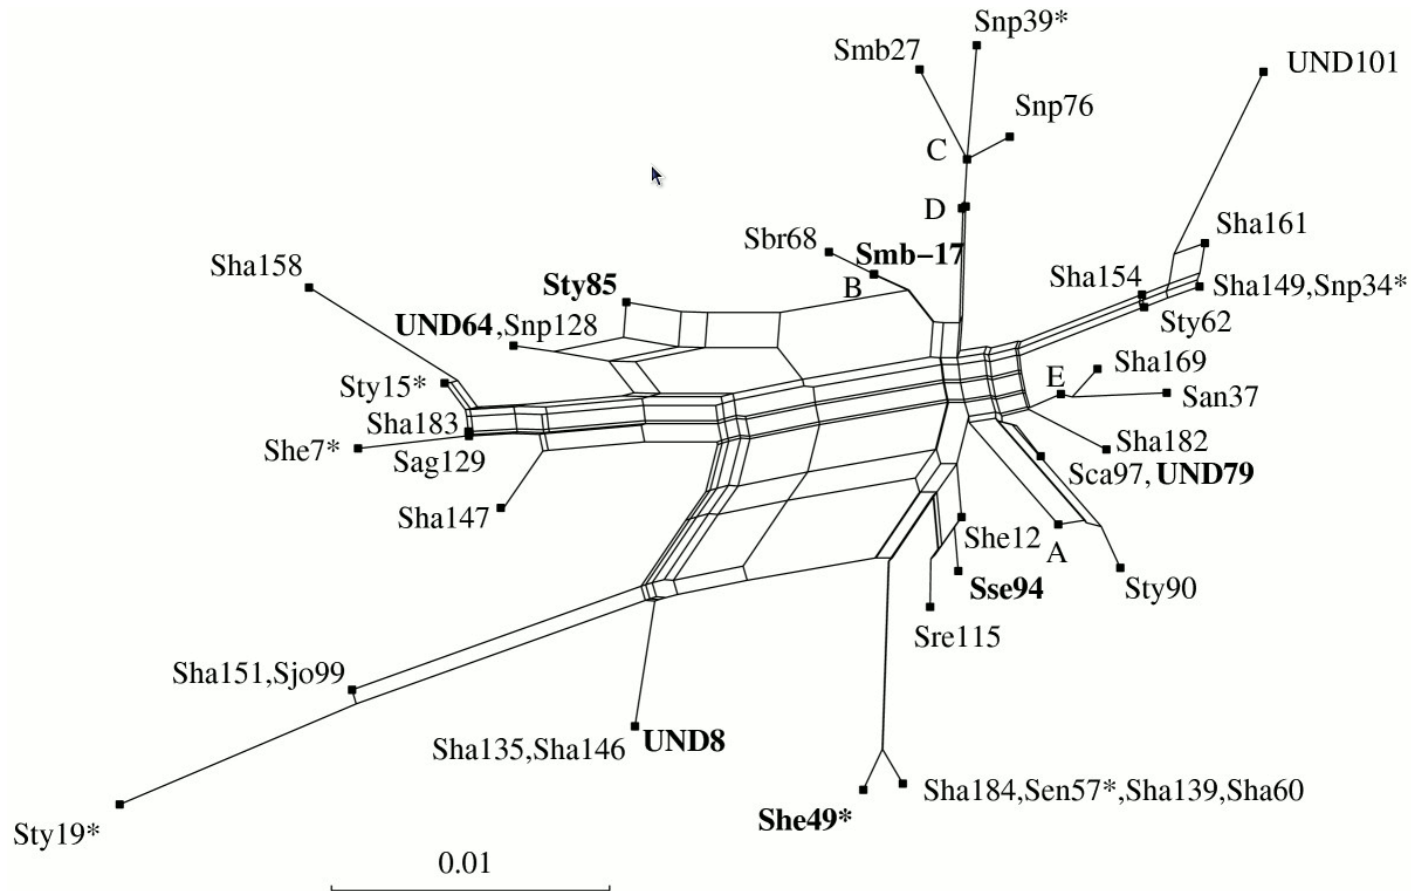 Snp39*
Smb27
UND101
Snp76
C
D
Sha161
Sbr68
Smb-17
Sha158
Sha154
Sty85
B
Sha149,Snp34*
UND64,Snp128
Sty62
Sha169
Sty15*
E
San37
Sha183
She7*
Sha182
Sag129
Sca97, UND79
Sha147
She12
A
Sse94
Sty90
Sre115
Sha151,Sjo99
Sha135,Sha146 UND8
Sha184,Sen57*,Sha139,Sha60
She49*
Sty19*
0.01